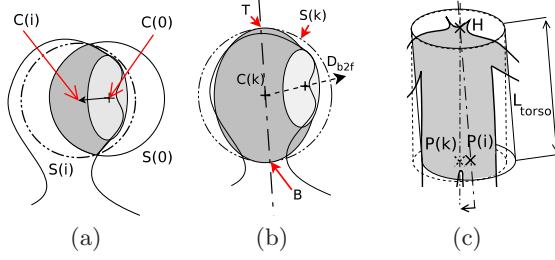 C(i)
C(0)
S(i)
S(0)
(a)
T
S(k)
C(k)
D_b2f
B
(b)
H
L_torso
P(k)
P(i)
(c)